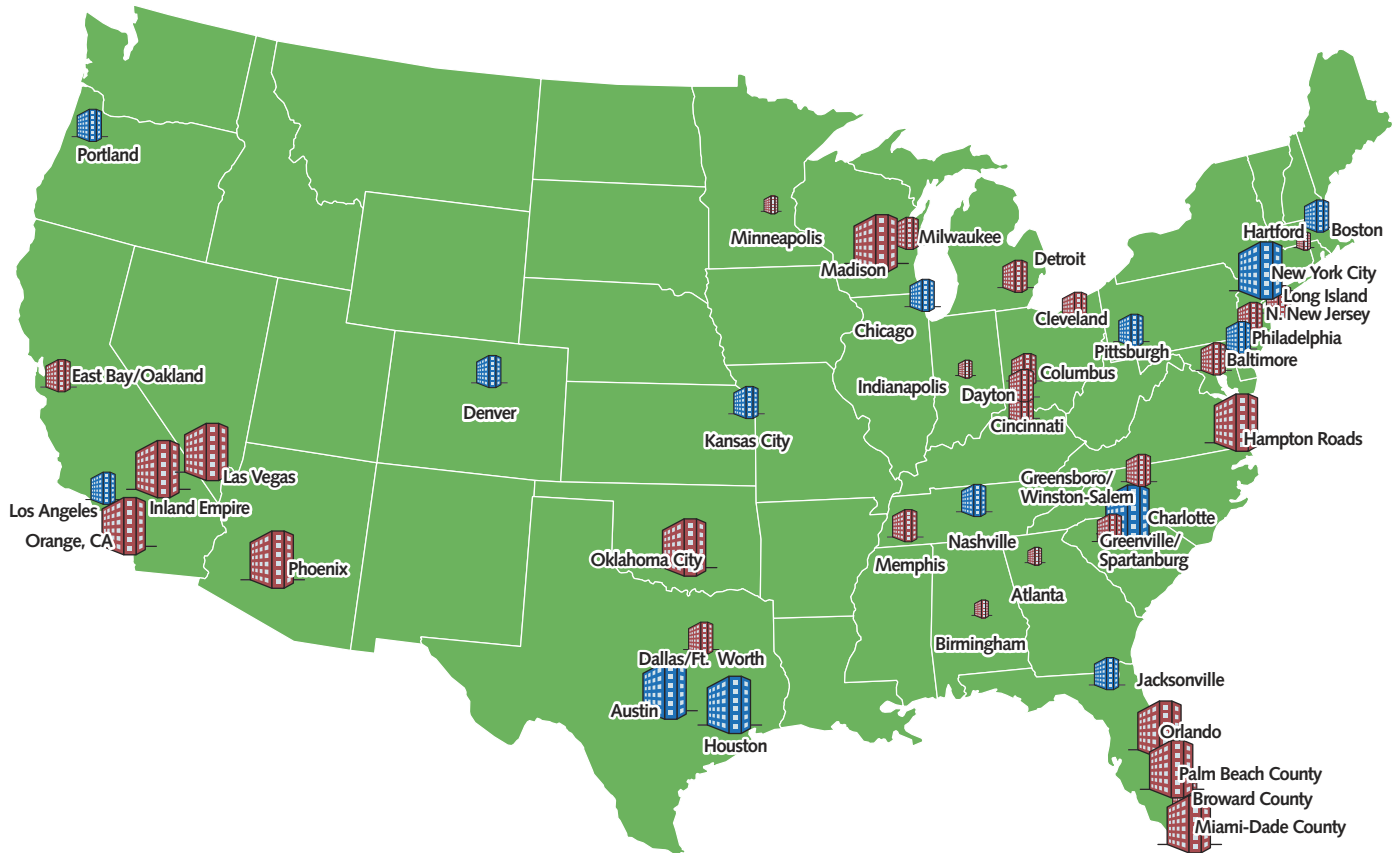 Portland
Minneapolis
Milwaukee
Madison
Detroit
Hartford
Boston
New York City
Long Island
N. New Jersey
Philadelphia
Baltimore
Cleveland
Pittsburgh
Chicago
East Bay/Oakland
Denver
Kansas City
Indianapolis
Columbus
Dayton
Cincinnati
Hampton Roads
Las Vegas
Inland Empire
Los Angeles
Orange, CA
Phoenix
Oklahoma City
Greensboro/
Winston-Salem
Charlotte
Greenville/
Spartanburg
Nashville
Memphis
Atlanta
Birmingham
Dallas/Ft. Worth
Austin
Houston
Jacksonville
Orlando
Palm Beach County
Broward County
Miami-Dade County